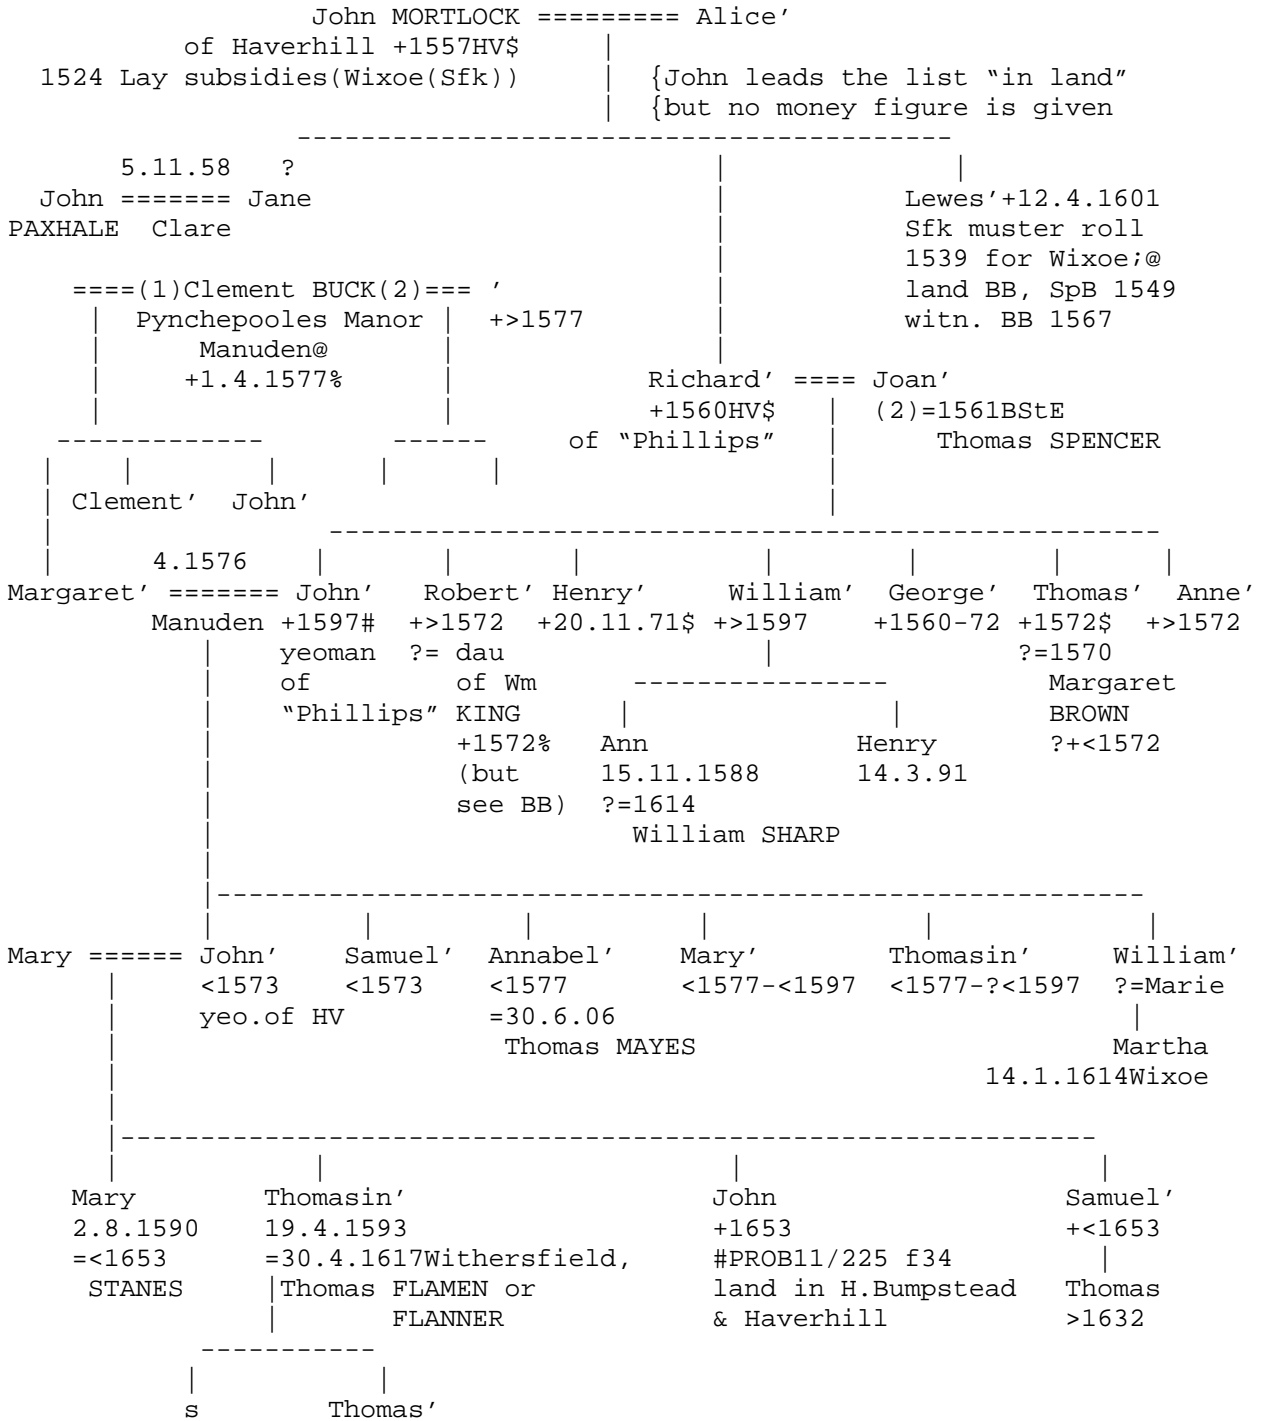 John MORTLOCK ========= Alice’
of Haverhill +1557HV$ |
1524 Lay subsidies(Wixoe(Sfk)) | {John leads the list “in land”
| {but no money figure is given
-----------------------------------------
5.11.58 ? | |
John ======= Jane | Lewes’+12.4.1601
PAXHALE Clare | Sfk muster roll
| 1539 for Wixoe;@
====(1)Clement BUCK(2)=== ’ | land BB, SpB 1549
| Pynchepooles Manor | +>1577 | witn. BB 1567
| Manuden@ | |
| +1.4.1577% | Richard’ ==== Joan’
| | +1560HV$ | (2)=1561BStE
------------- ------ of “Phillips” | Thomas SPENCER
| | | | | |
| Clement’ John’ |
| ----------------------------------------------------
| 4.1576 | | | | | | |
Margaret’ ======= John’ Robert’ Henry’ William’ George’ Thomas’ Anne’
Manuden +1597# +>1572 +20.11.71$ +>1597 +1560-72 +1572$ +>1572
| yeoman ?= dau | ?=1570
| of of Wm ---------------- Margaret
| “Phillips” KING | | BROWN
| +1572% Ann Henry ?+<1572
| (but 15.11.1588 14.3.91
| see BB) ?=1614
| William SHARP
|
|----------------------------------------------------------
| | | | | |
Mary ====== John’ Samuel’ Annabel’ Mary’ Thomasin’ William’
| <1573 <1573 <1577 <1577-<1597 <1577-?<1597 ?=Marie
| yeo.of HV =30.6.06 |
| Thomas MAYES Martha
| 14.1.1614Wixoe
|
|-------------------------------------------------------------
| | | |
Mary Thomasin’ John Samuel’
2.8.1590 19.4.1593 +1653 +<1653
=<1653 =30.4.1617Withersfield, #PROB11/225 f34 |
STANES |Thomas FLAMEN or land in H.Bumpstead Thomas
| FLANNER & Haverhill >1632
-----------
| |
s Thomas’